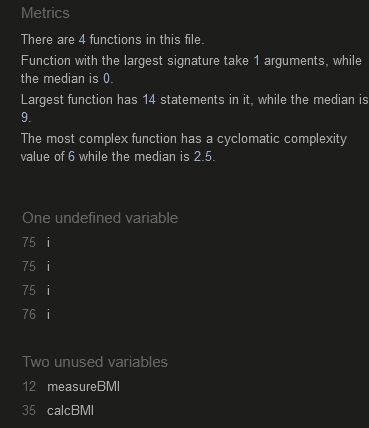 Metrics
There are 4 functions in this file.
Function with the largest signature take 1 arguments, while
the median is 0.
Largest function has 14 statements in it, while the median is
9.
The most complex function has a cyclomatic complexity
value of 6 while the median is 2.5.
One undefined variable
75 i
75 i
75 i
76 i
Two unused variables
12 measureBMI
35 calcBMI